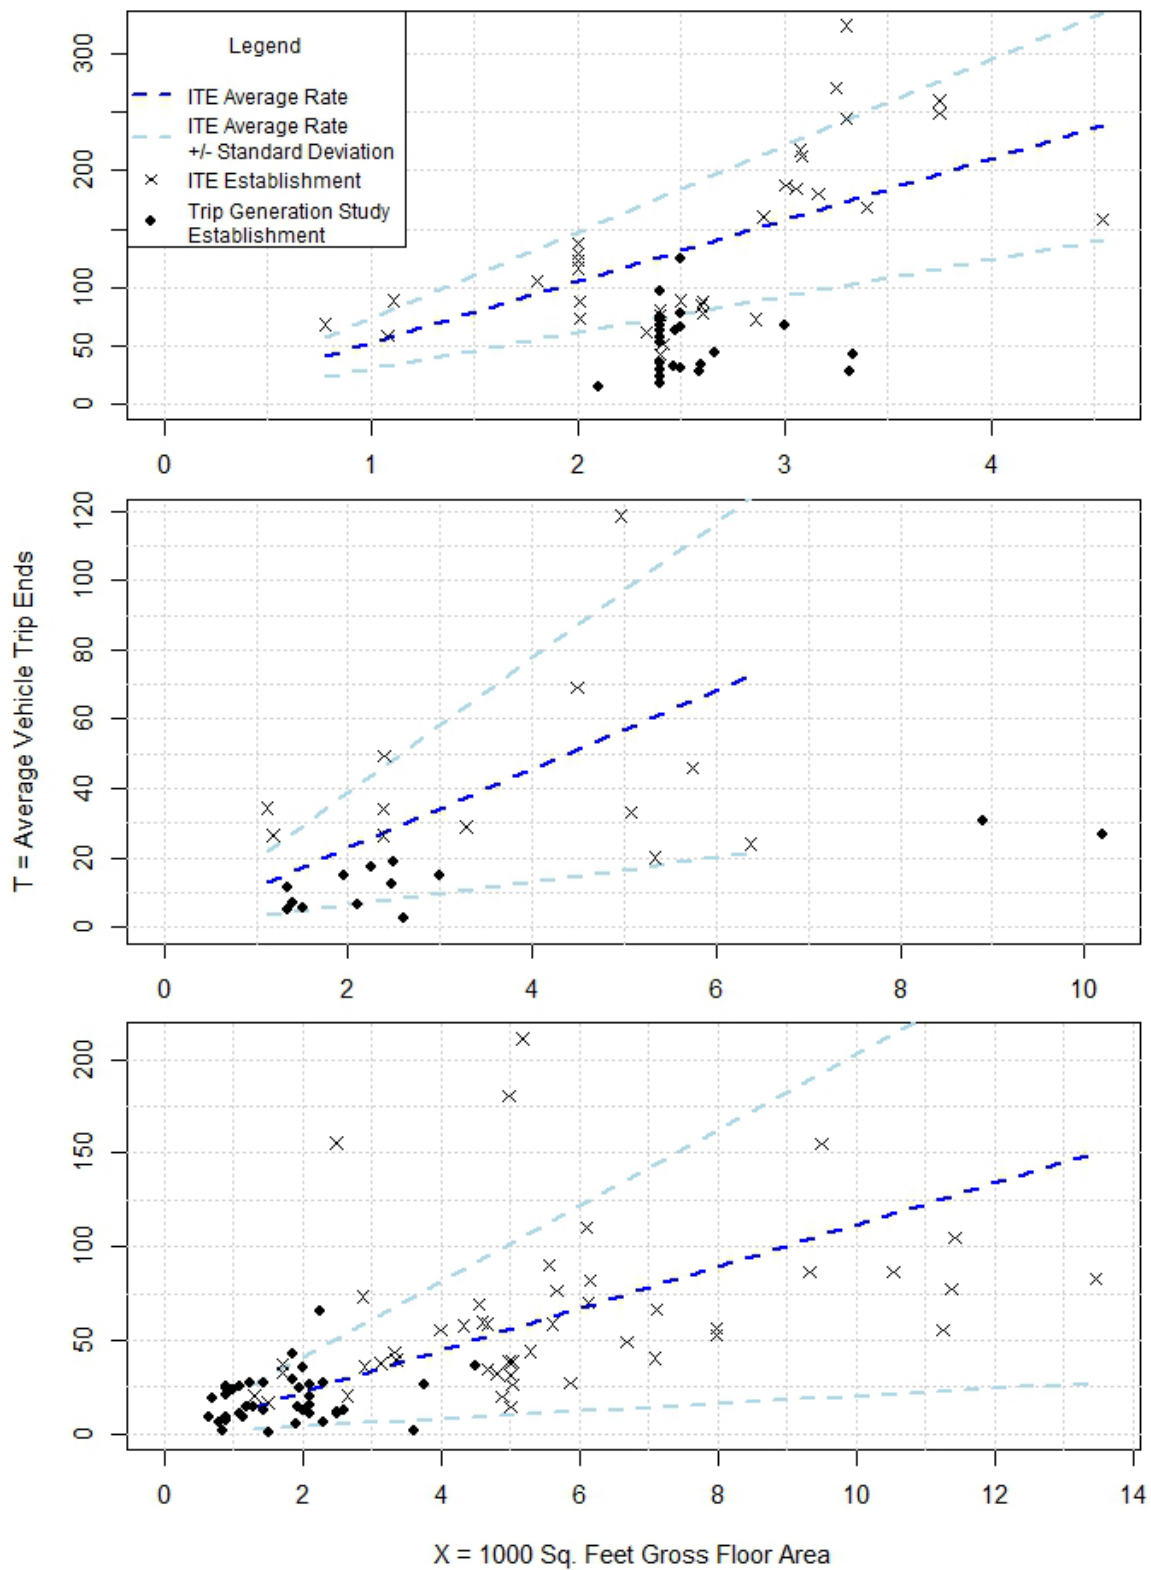 Legend
ITE Average Rate
ITE Average Rate
+/- Standard Deviation
ITE Establishment
Trip Generation Study
Establishment
300
200
100
50
0
0 1 2 3 4
T = Average Vehicle Trip Ends
120
100
80
60
40
20
0
0 2 4 6 8 10
200
150
100
50
0
0 2 4 6 8 10 12 14
X = 1000 Sq. Feet Gross Floor Area